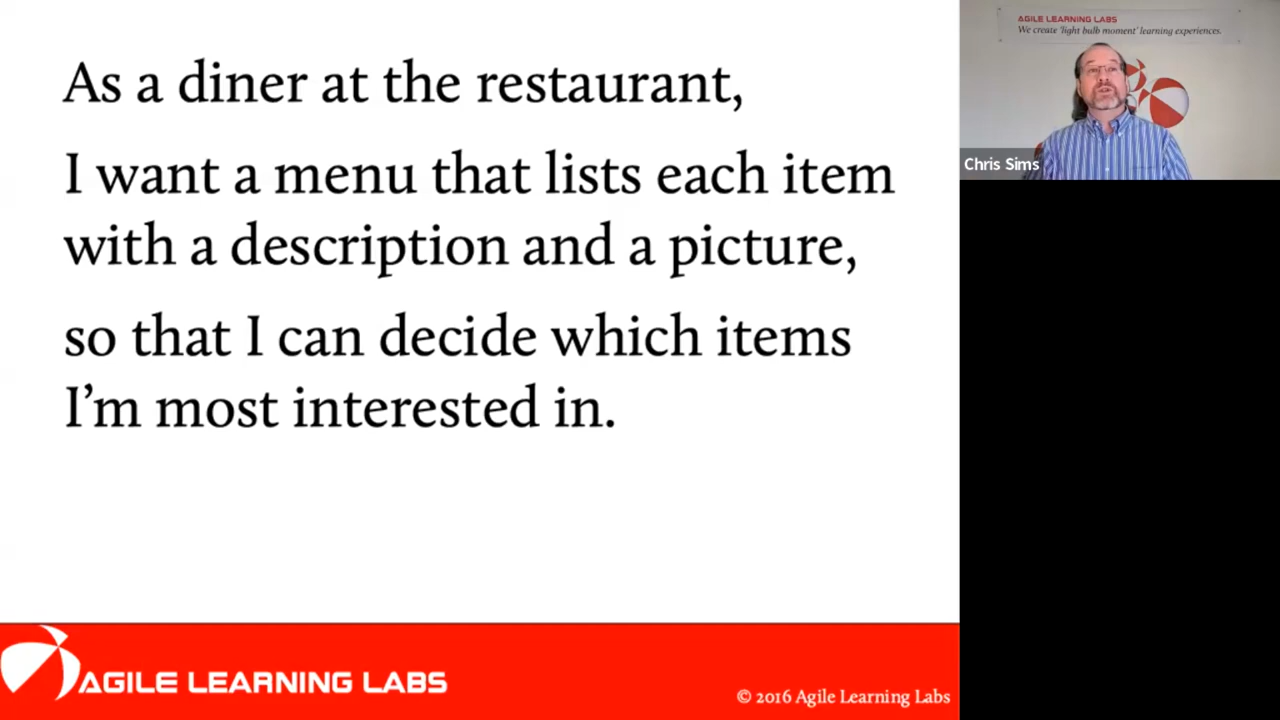 As a diner at the restaurant,
I want a menu that lists each item
with a description and a picture,
so that I can decide which items
I'm most interested in.
AGILE LEARNING LABS
© 2016 Agile Learning Labs
AGILE LEARNING LABS
We create 'light bulb moment' learning experiences.
Chris Sims